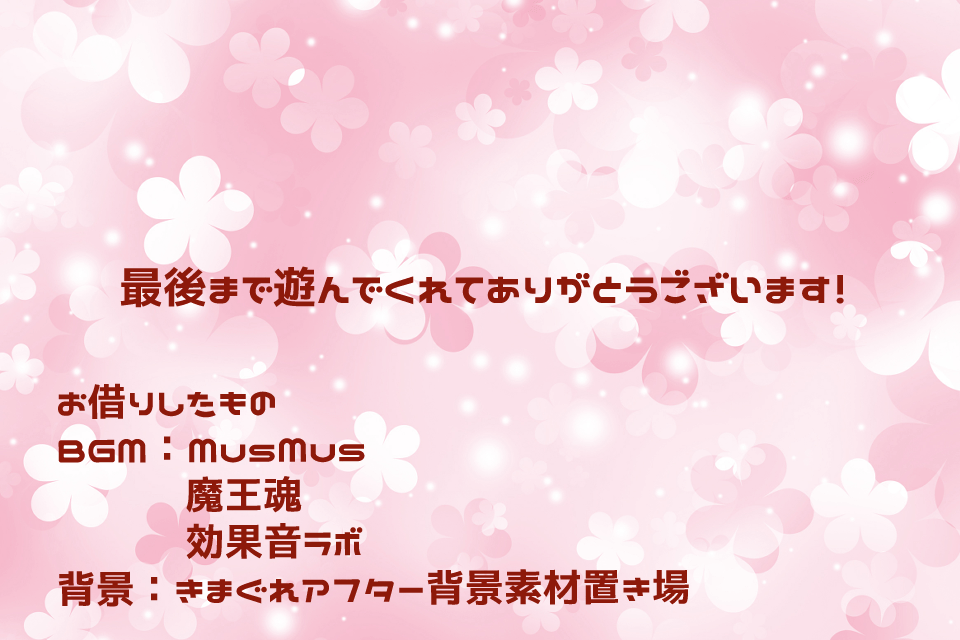 最後まで遊んでくれてありがとうございます!
お借りしたもの
BGM:MusMus
魔王魂
効果音ラボ
背景:きまぐれアフター背景素材置き場